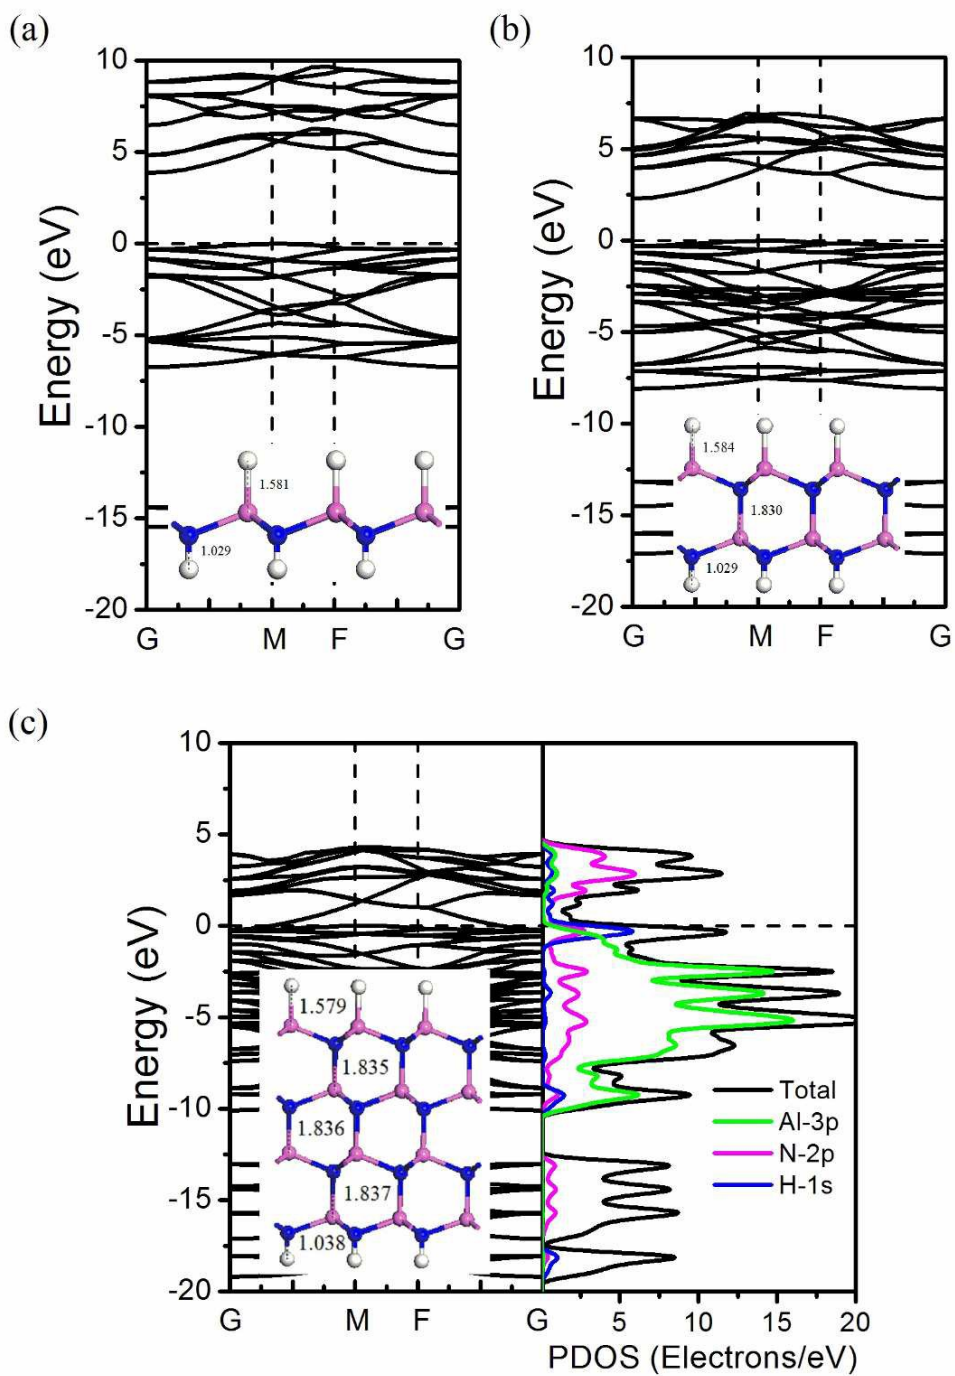 (a)
(b)
10
5
0
-5
-10
-15
-20
Energy (eV)
1.581
1.029
G
M
F
G
10
5
0
-5
-10
-15
-20
Energy (eV)
1.584
1.830
1.029
G
M
F
G
(c)
10
5
0
-5
-10
-15
-20
Energy (eV)
1.579
1.835
1.836
1.837
1.038
G
M
F
G
Total
Al-3p
N-2p
H-1s
5
10
15
20
PDOS (Electrons/eV)